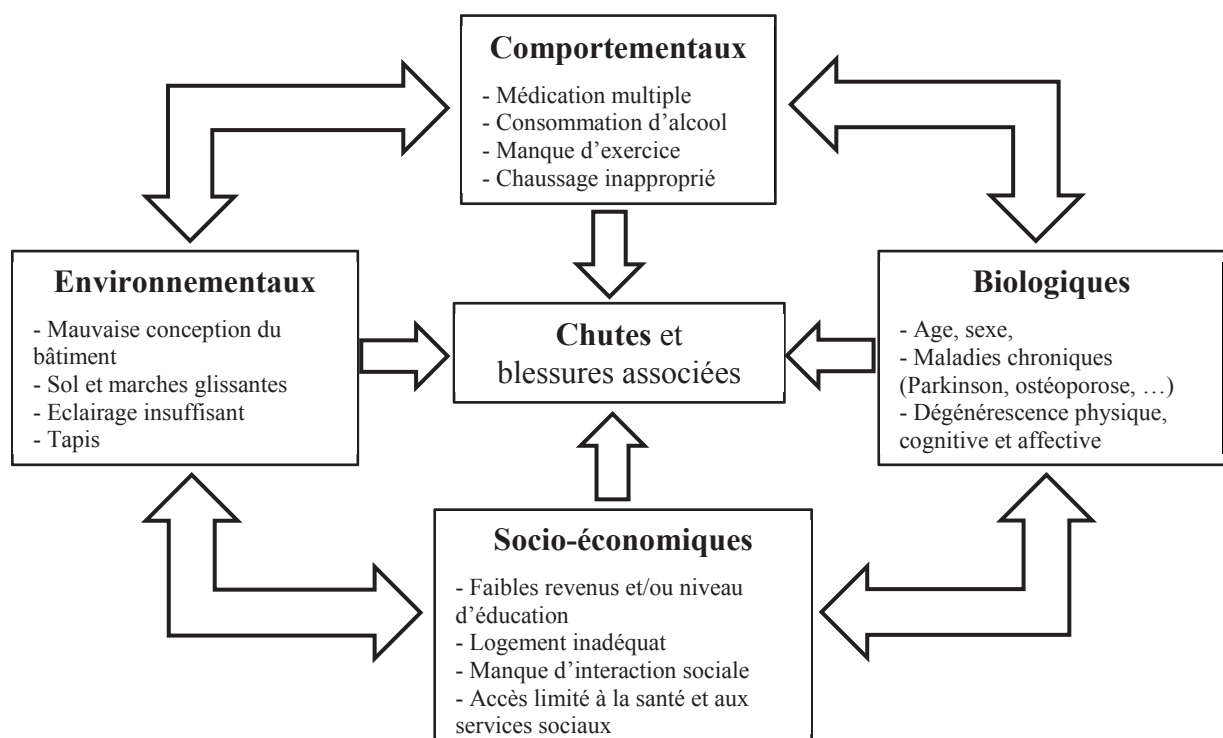 Comportementaux
- Médication multiple
- Consommation d’alcool
- Manque d’exercice
- Chaussage inapproprié
Environnementaux
- Mauvaise conception du
bâtiment
- Sol et marches glissantes
- Eclairage insuffisant
- Tapis
Chutes et
blessures associées
Biologiques
- Age, sexe,
- Maladies chroniques
(Parkinson, ostéoporose, …)
- Dégénérescence physique,
cognitive et affective
Socio-économiques
- Faibles revenus et/ou niveau
d’éducation
- Logement inadéquat
- Manque d’interaction sociale
- Accès limité à la santé et aux
services sociaux